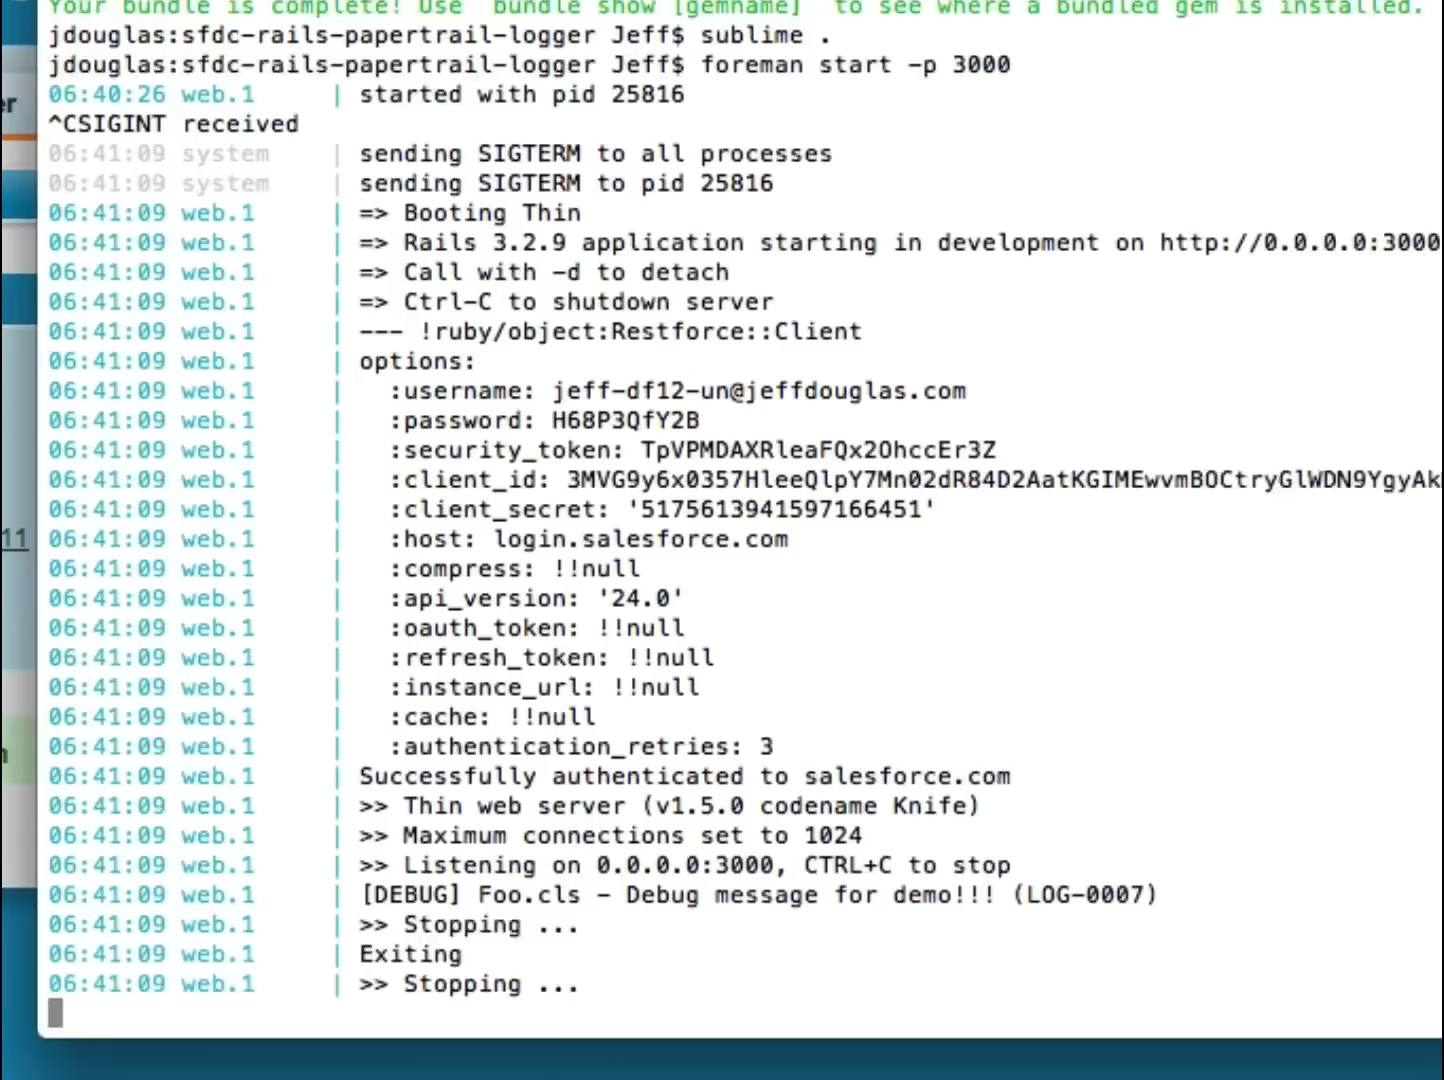 Your bundle is complete! Use `bundle show [gemname]` to see where a bundled gem is installed.
jdouglas:sfdc-rails-papertrail-logger Jeff$ sublime .
jdouglas:sfdc-rails-papertrail-logger Jeff$ foreman start -p 3000
06:40:26 web.1 | started with pid 25816
^CSIGINT received
06:41:09 system | sending SIGTERM to all processes
06:41:09 system | sending SIGTERM to pid 25816
06:41:09 web.1 | => Booting Thin
06:41:09 web.1 | => Rails 3.2.9 application starting in development on http://0.0.0.0:3000
06:41:09 web.1 | => Call with -d to detach
06:41:09 web.1 | => Ctrl-C to shutdown server
06:41:09 web.1 | --- !ruby/object:Restforce::Client
06:41:09 web.1 | options:
06:41:09 web.1 | :username: jeff-df12-un@jeffdouglas.com
06:41:09 web.1 | :password: H68P3QfY2B
06:41:09 web.1 | :security_token: TpVPMDAXRleaFQx2OhccEr3Z
06:41:09 web.1 | :client_id: 3MVG9y6x0357HleeQlpY7Mn02dR84D2AatKGIMEwvmBOCtryGlWDN9YgyAk
06:41:09 web.1 | :client_secret: '5175613941597166451'
06:41:09 web.1 | :host: login.salesforce.com
06:41:09 web.1 | :compress: !!null
06:41:09 web.1 | :api_version: '24.0'
06:41:09 web.1 | :oauth_token: !!null
06:41:09 web.1 | :refresh_token: !!null
06:41:09 web.1 | :instance_url: !!null
06:41:09 web.1 | :cache: !!null
06:41:09 web.1 | :authentication_retries: 3
06:41:09 web.1 | Successfully authenticated to salesforce.com
06:41:09 web.1 | >> Thin web server (v1.5.0 codename Knife)
06:41:09 web.1 | >> Maximum connections set to 1024
06:41:09 web.1 | >> Listening on 0.0.0.0:3000, CTRL+C to stop
06:41:09 web.1 | [DEBUG] Foo.cls - Debug message for demo!!! (LOG-0007)
06:41:09 web.1 | >> Stopping ...
06:41:09 web.1 | Exiting
06:41:09 web.1 | >> Stopping ...
er
11